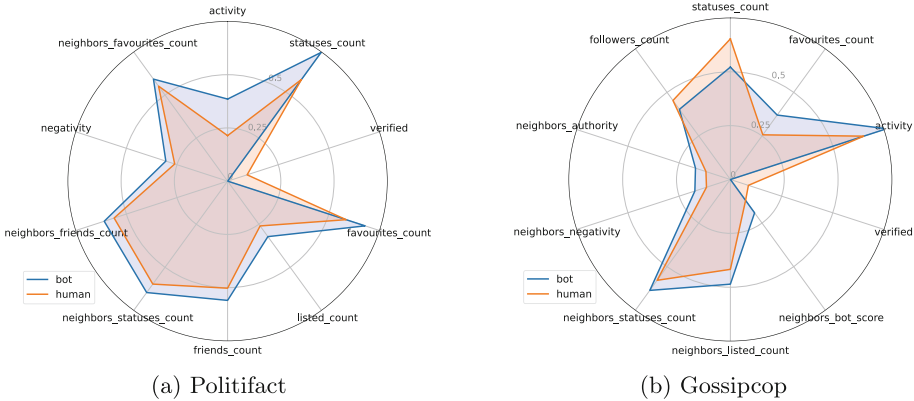 activity
neighbors_favourites_count
statuses_count
0,5
negativity
0,25
verified
0
neighbors_friends_count
favourites_count
bot
human
neighbors_statuses_count
listed_count
friends_count
(a) Politifact
statuses_count
followers_count
favourites_count
0,5
neighbors_authority
0,25
activity
0
neighbors_negativity
verified
bot
human
neighbors_statuses_count
neighbors_bot_score
neighbors_listed_count
(b) Gossipcop